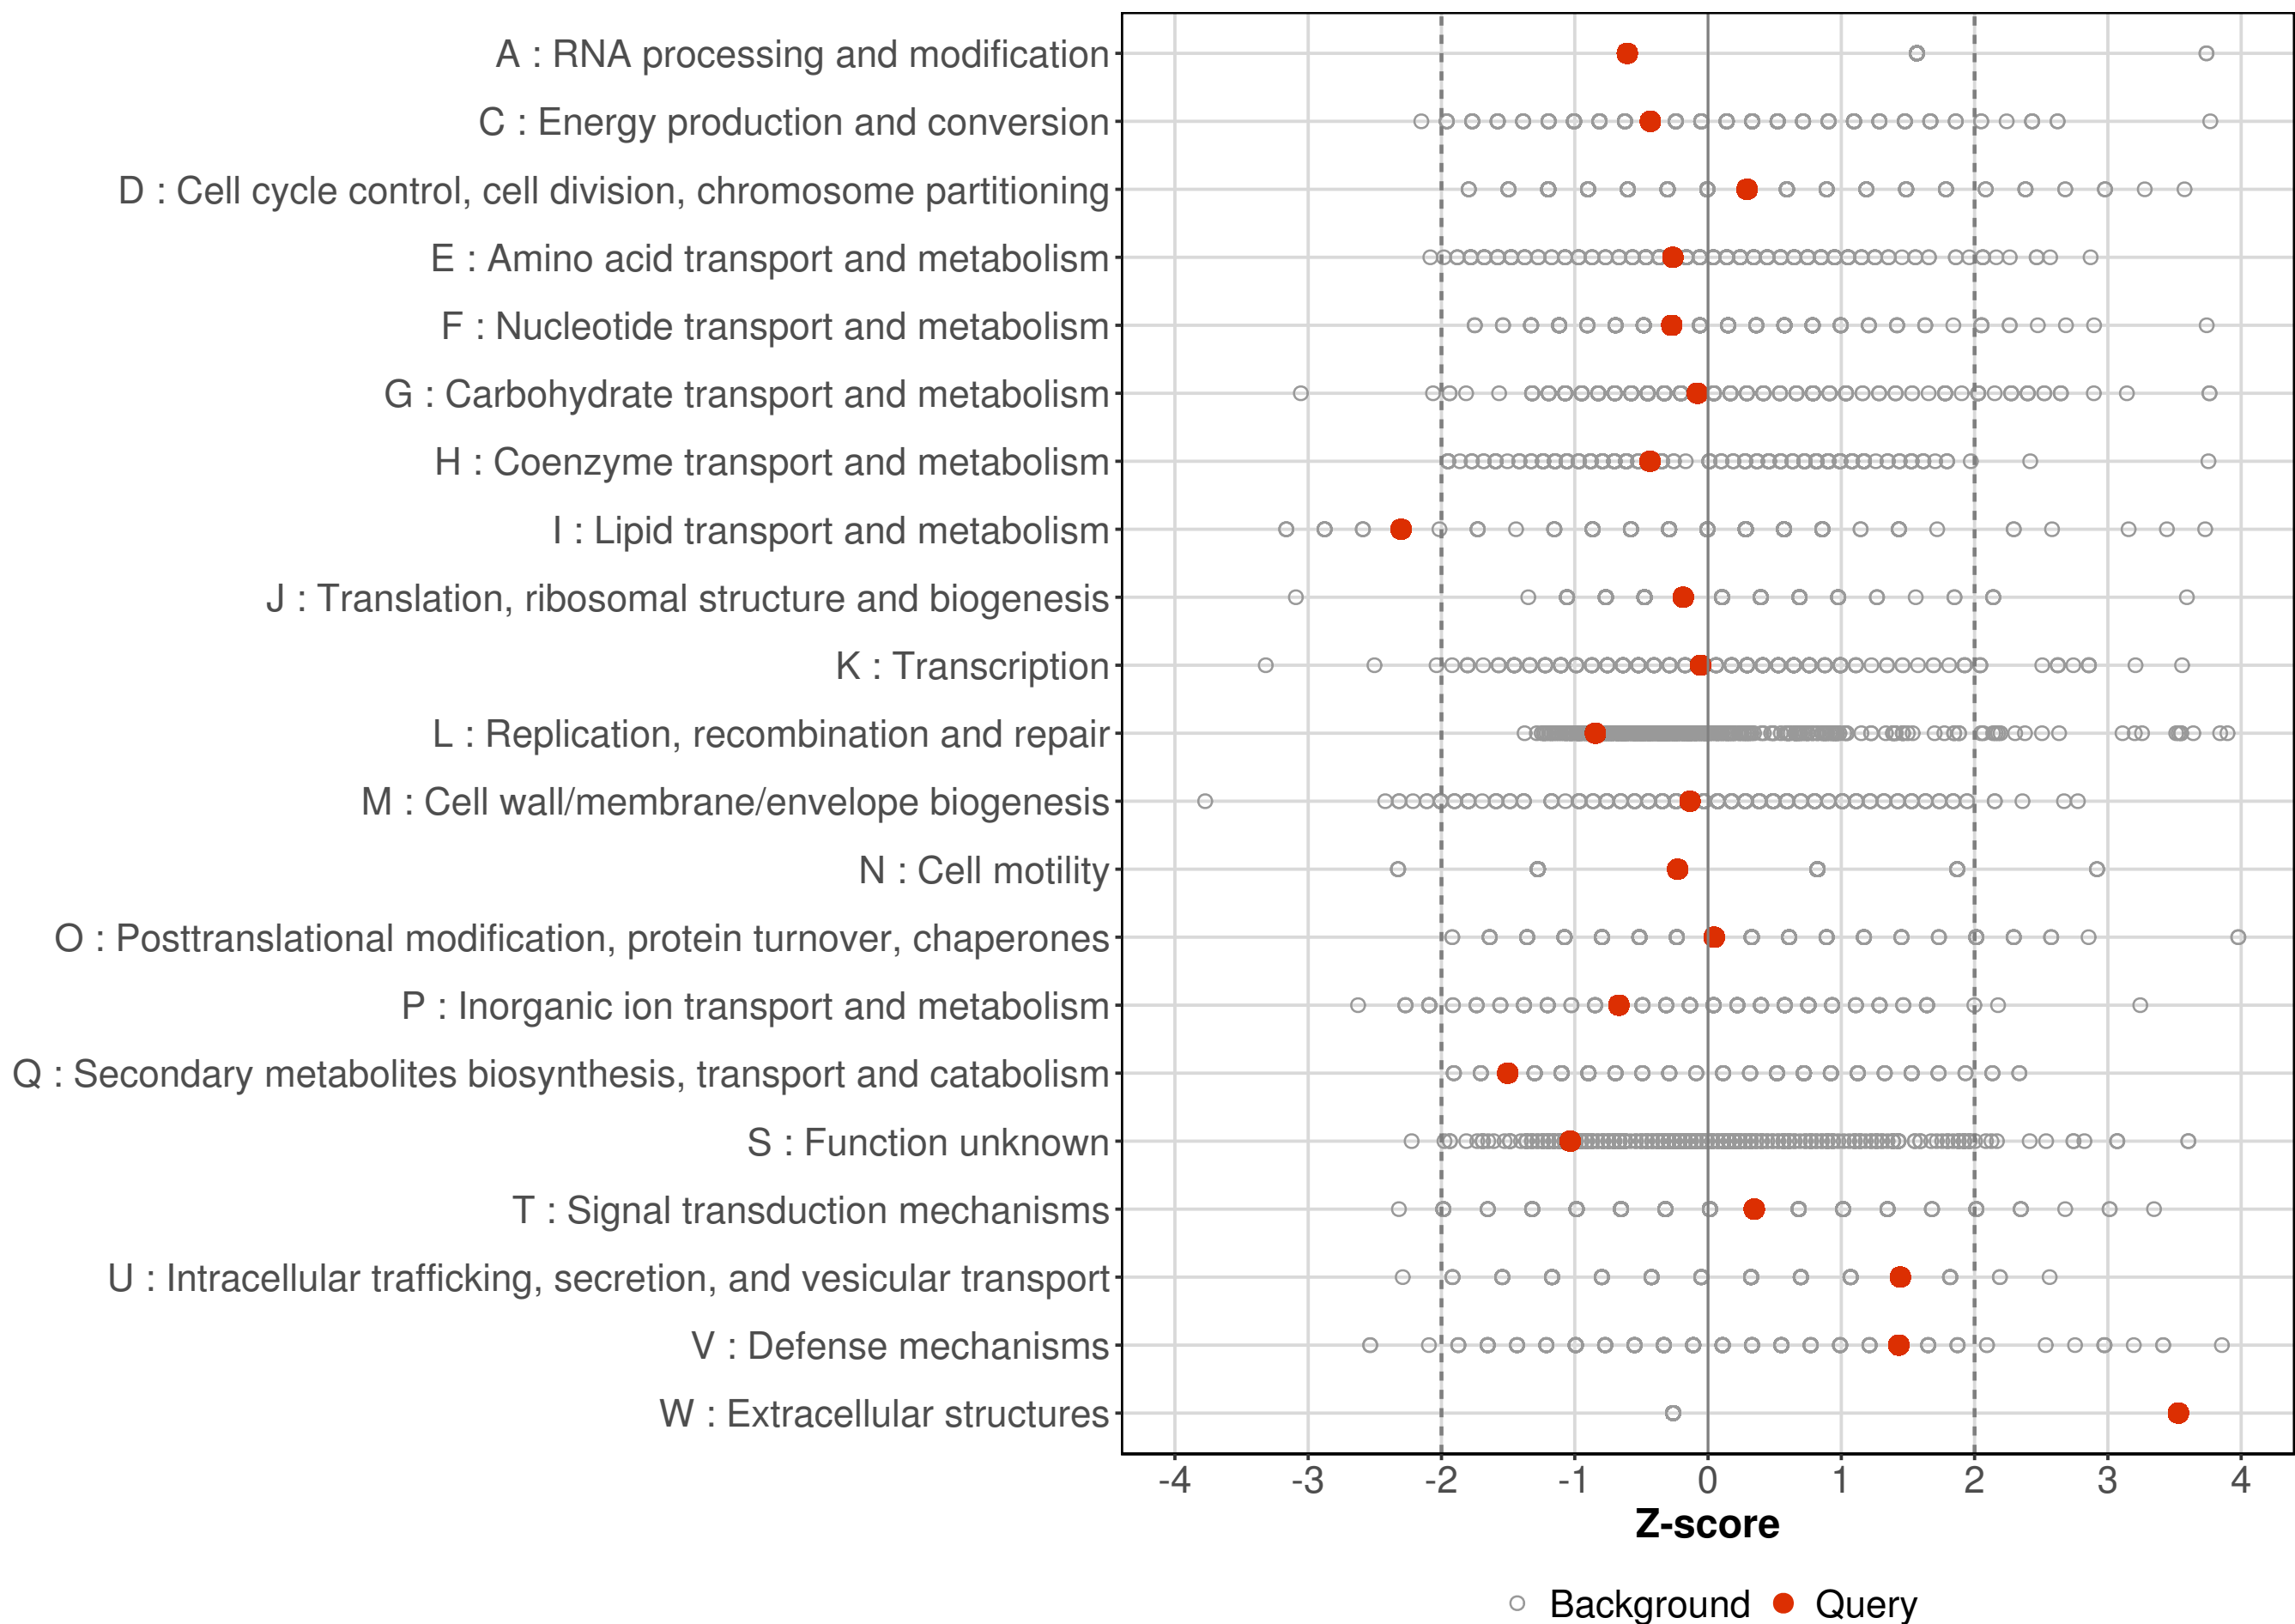 A : RNA processing and modification
C : Energy production and conversion
D : Cell cycle control, cell division, chromosome partitioning
E : Amino acid transport and metabolism
F : Nucleotide transport and metabolism
G : Carbohydrate transport and metabolism
H : Coenzyme transport and metabolism
I : Lipid transport and metabolism
J : Translation, ribosomal structure and biogenesis
K : Transcription
L : Replication, recombination and repair
M : Cell wall/membrane/envelope biogenesis
N : Cell motility
O : Posttranslational modification, protein turnover, chaperones
P : Inorganic ion transport and metabolism
Q : Secondary metabolites biosynthesis, transport and catabolism
S : Function unknown
T : Signal transduction mechanisms
U : Intracellular trafficking, secretion, and vesicular transport
V : Defense mechanisms
W : Extracellular structures
-4 -3 -2 -1 0 1 2 3 4
Z-score
Background Query